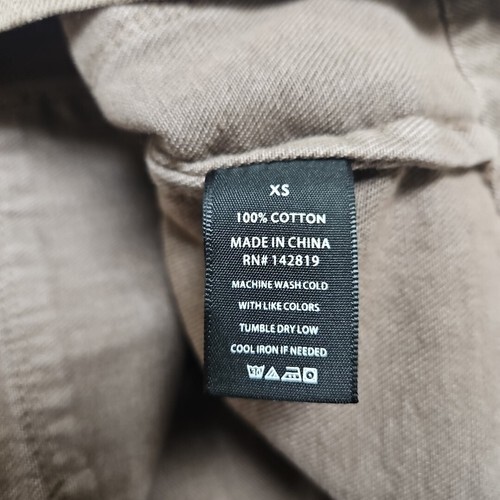 XS
100% COTTON
MADE IN CHINA
RN# 142819
MACHINE WASH COLD
WITH LIKE COLORS
TUMBLE DRY LOW
COOL IRON IF NEEDED